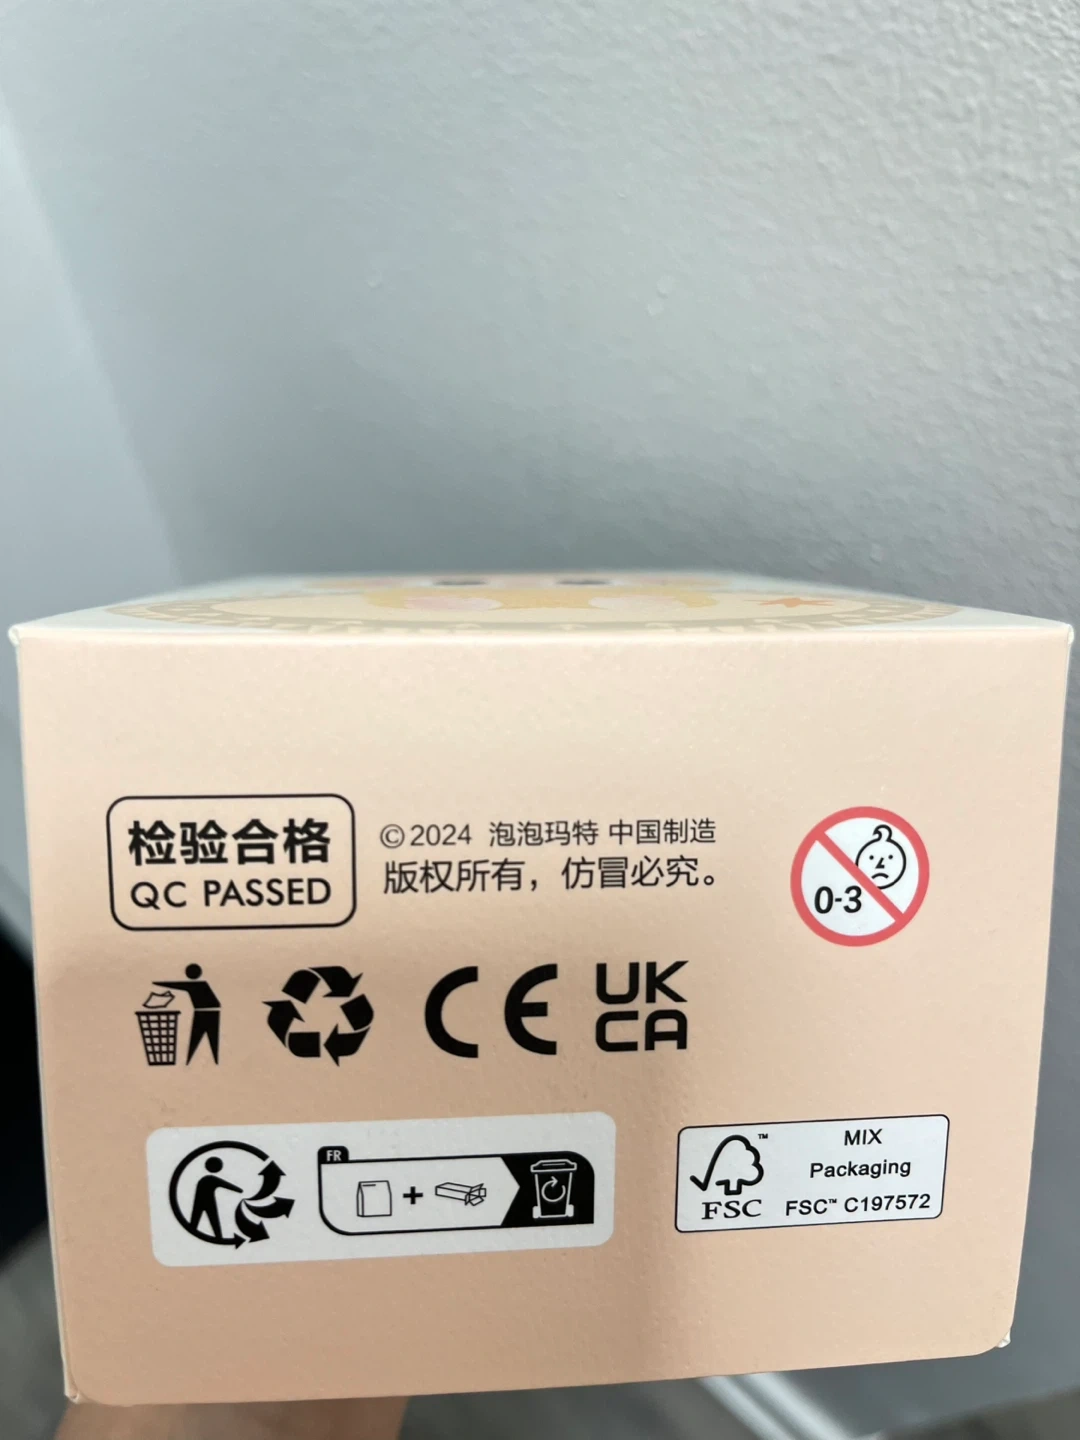 检验合格
QC PASSED
©2024 泡泡玛特 中国制造
版权所有，仿冒必究。
0-3
CE
UK
CA
FR
FSC™
MIX
Packaging
FSC™ C197572